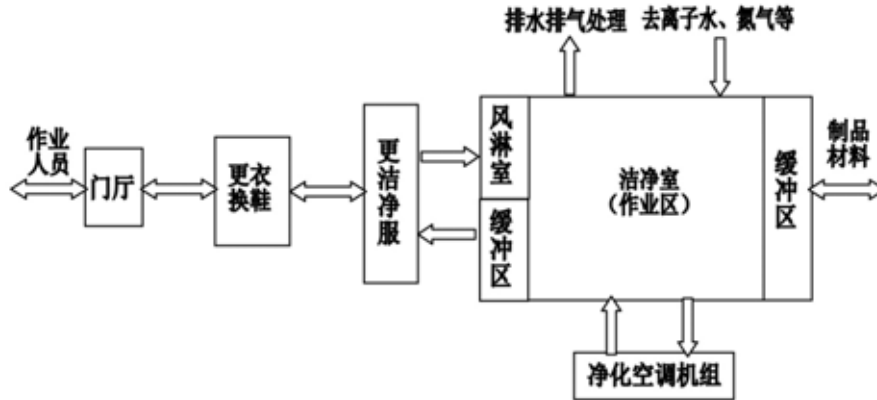 排水排气处理
去离子水、氮气等
作业
人员
门厅
更衣
换鞋
更洁净服
风淋室
缓冲区
洁净室
（作业区）
缓冲区
制品
材料
净化空调机组